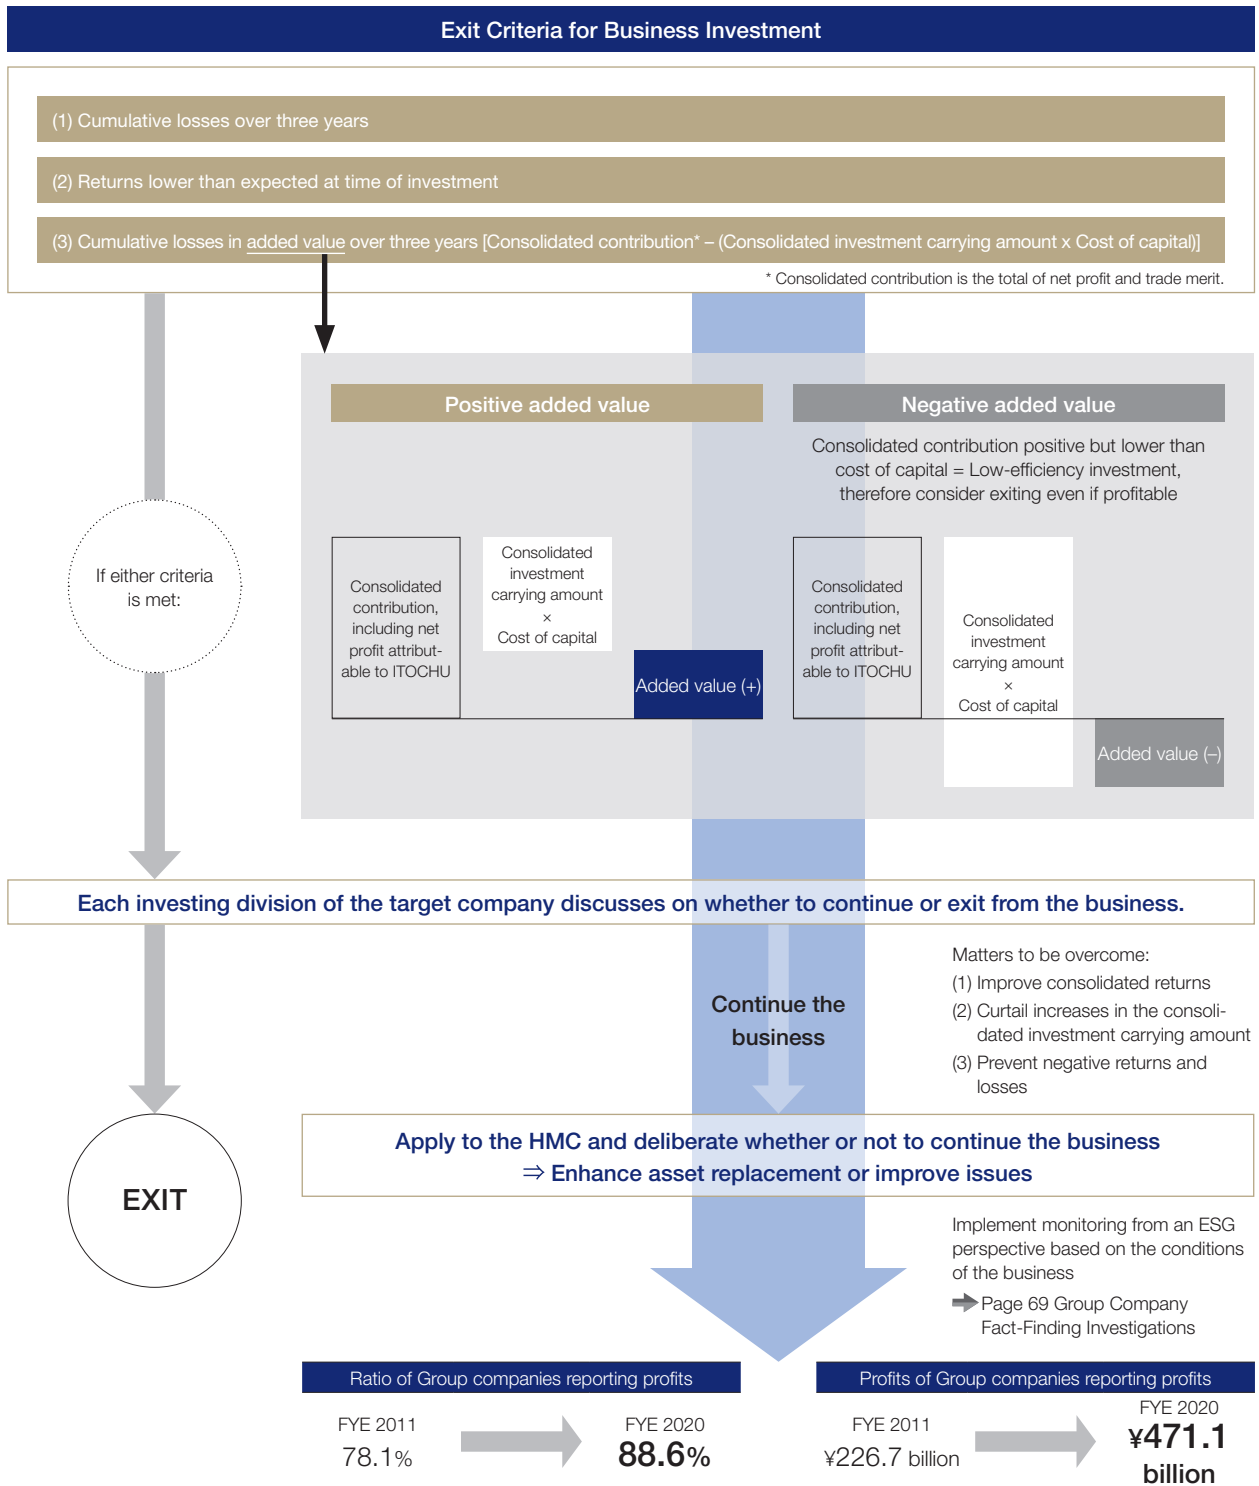 Exit Criteria for Business Investment
(1) Cumulative losses over three years
(2) Returns lower than expected at time of investment
(3) Cumulative losses in added value over three years [Consolidated contribution* – (Consolidated investment carrying amount x Cost of capital)]
* Consolidated contribution is the total of net profit and trade merit.
Positive added value
Negative added value
Consolidated contribution positive but lower than
cost of capital = Low-efficiency investment,
therefore consider exiting even if profitable
If either criteria
is met:
Consolidated
contribution,
including net
profit attribut-
able to ITOCHU
Consolidated
investment
carrying amount
×
Cost of capital
Added value (+)
Consolidated
contribution,
including net
profit attribut-
able to ITOCHU
Consolidated
investment
carrying amount
×
Cost of capital
Added value (–)
Each investing division of the target company discusses on whether to continue or exit from the business.
Continue the
business
Matters to be overcome:
(1) Improve consolidated returns
(2) Curtail increases in the consoli-
dated investment carrying amount
(3) Prevent negative returns and
losses
EXIT
Apply to the HMC and deliberate whether or not to continue the business
⇒ Enhance asset replacement or improve issues
Implement monitoring from an ESG
perspective based on the conditions
of the business
Page 69 Group Company
Fact-Finding Investigations
Ratio of Group companies reporting profits
FYE 2011
78.1%
FYE 2020
88.6%
Profits of Group companies reporting profits
FYE 2011
¥226.7 billion
FYE 2020
¥471.1
billion